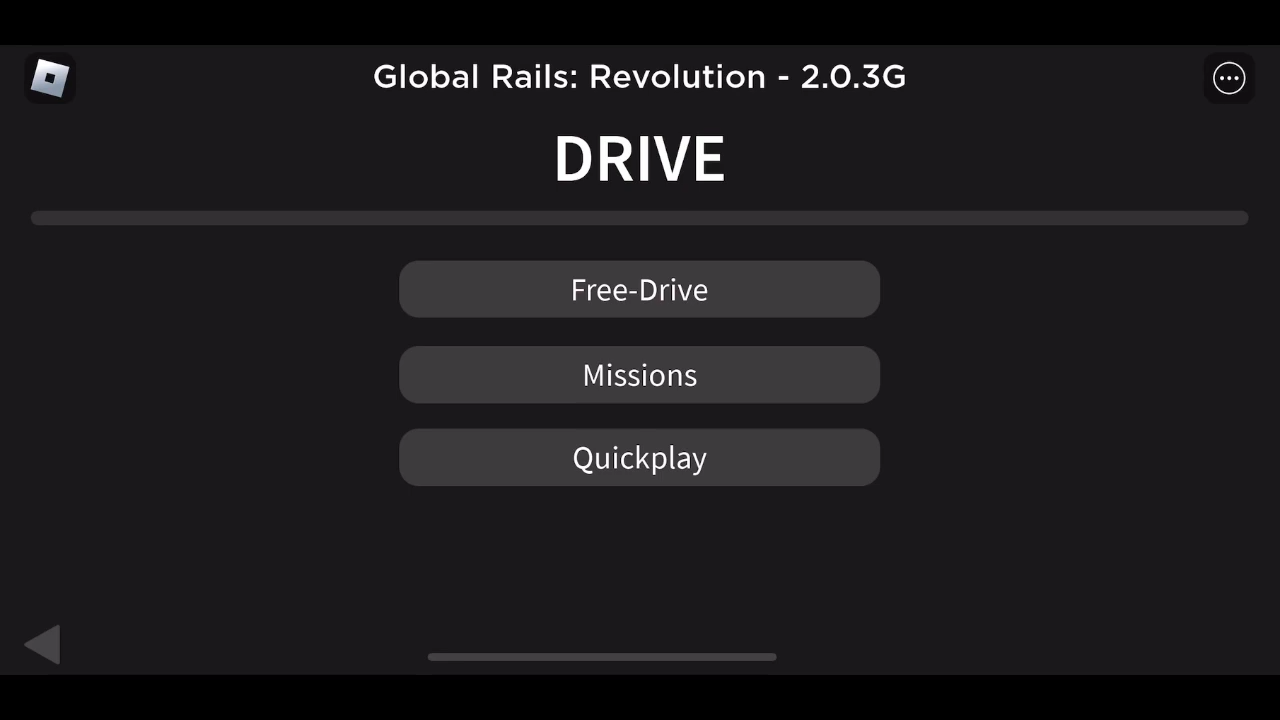 Global Rails: Revolution - 2.0.3G
DRIVE
Free-Drive
Missions
Quickplay